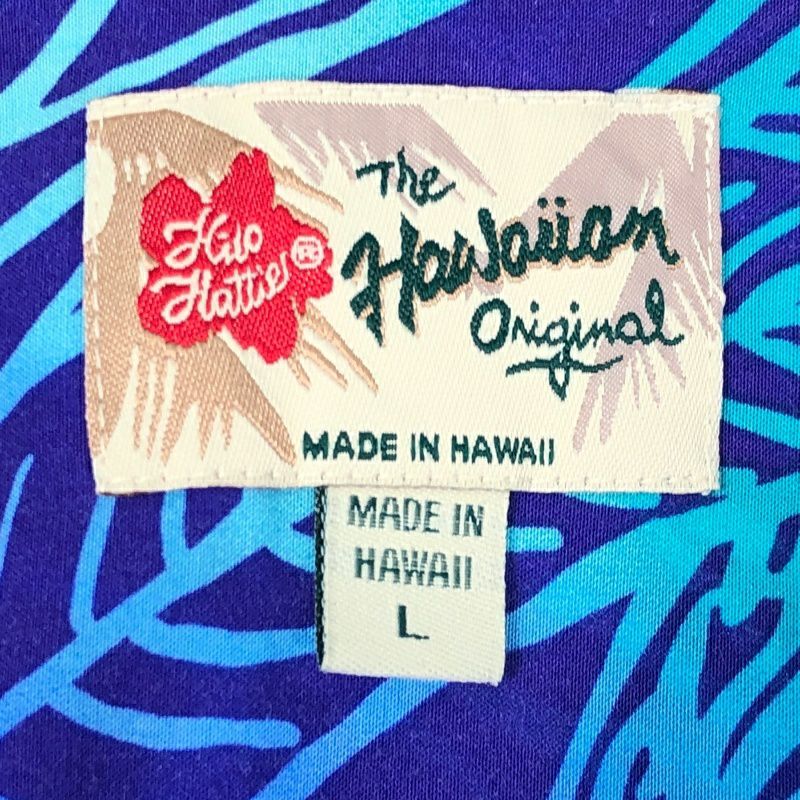 Hilo
Hattie®
The
Hawaiian
Original
MADE IN HAWAII
MADE IN
HAWAII
L